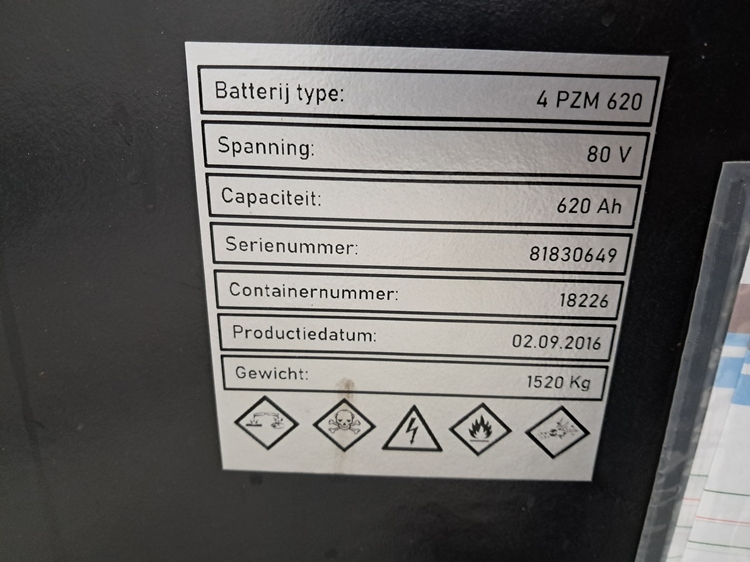 Batterij type: 4 PZM 620
Spanning: 80 V
Capaciteit: 620 Ah
Serienummer: 81830649
Containernummer: 18226
Productiedatum: 02.09.2016
Gewicht: 1520 Kg